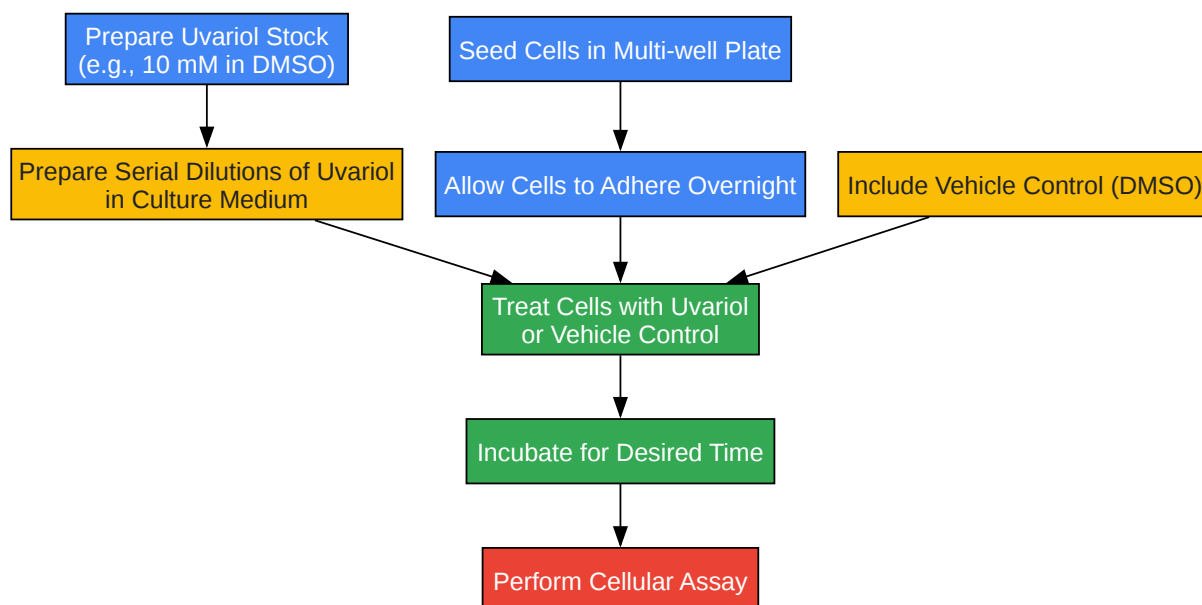 Prepare Uvariol Stock
(e.g., 10 mM in DMSO)
Seed Cells in Multi-well Plate
Prepare Serial Dilutions of Uvariol
in Culture Medium
Allow Cells to Adhere Overnight
Include Vehicle Control (DMSO)
Treat Cells with Uvariol
or Vehicle Control
Incubate for Desired Time
Perform Cellular Assay